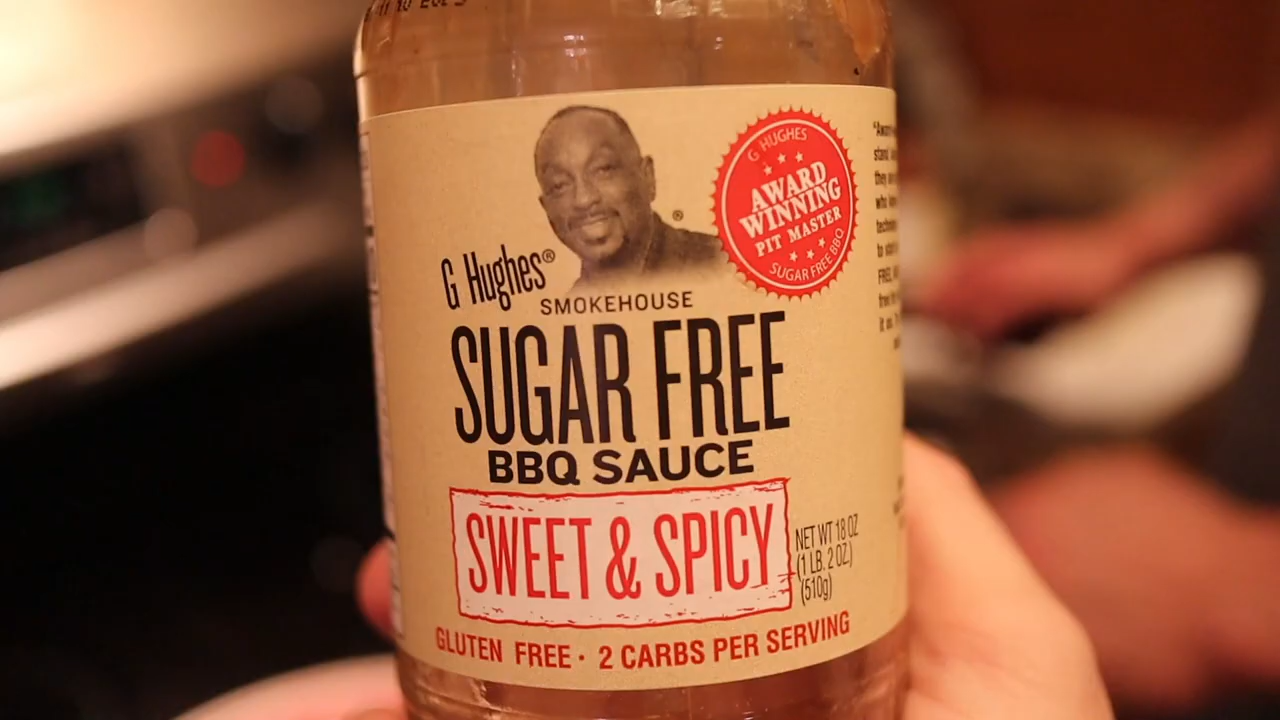 G Hughes®
SMOKEHOUSE
®
G HUGHES
AWARD
WINNING
PIT MASTER
SUGAR FREE BBQ
SUGAR FREE
BBQ SAUCE
SWEET & SPICY
NET WT 18 OZ
(1 LB. 2 OZ.)
(510g)
GLUTEN FREE · 2 CARBS PER SERVING